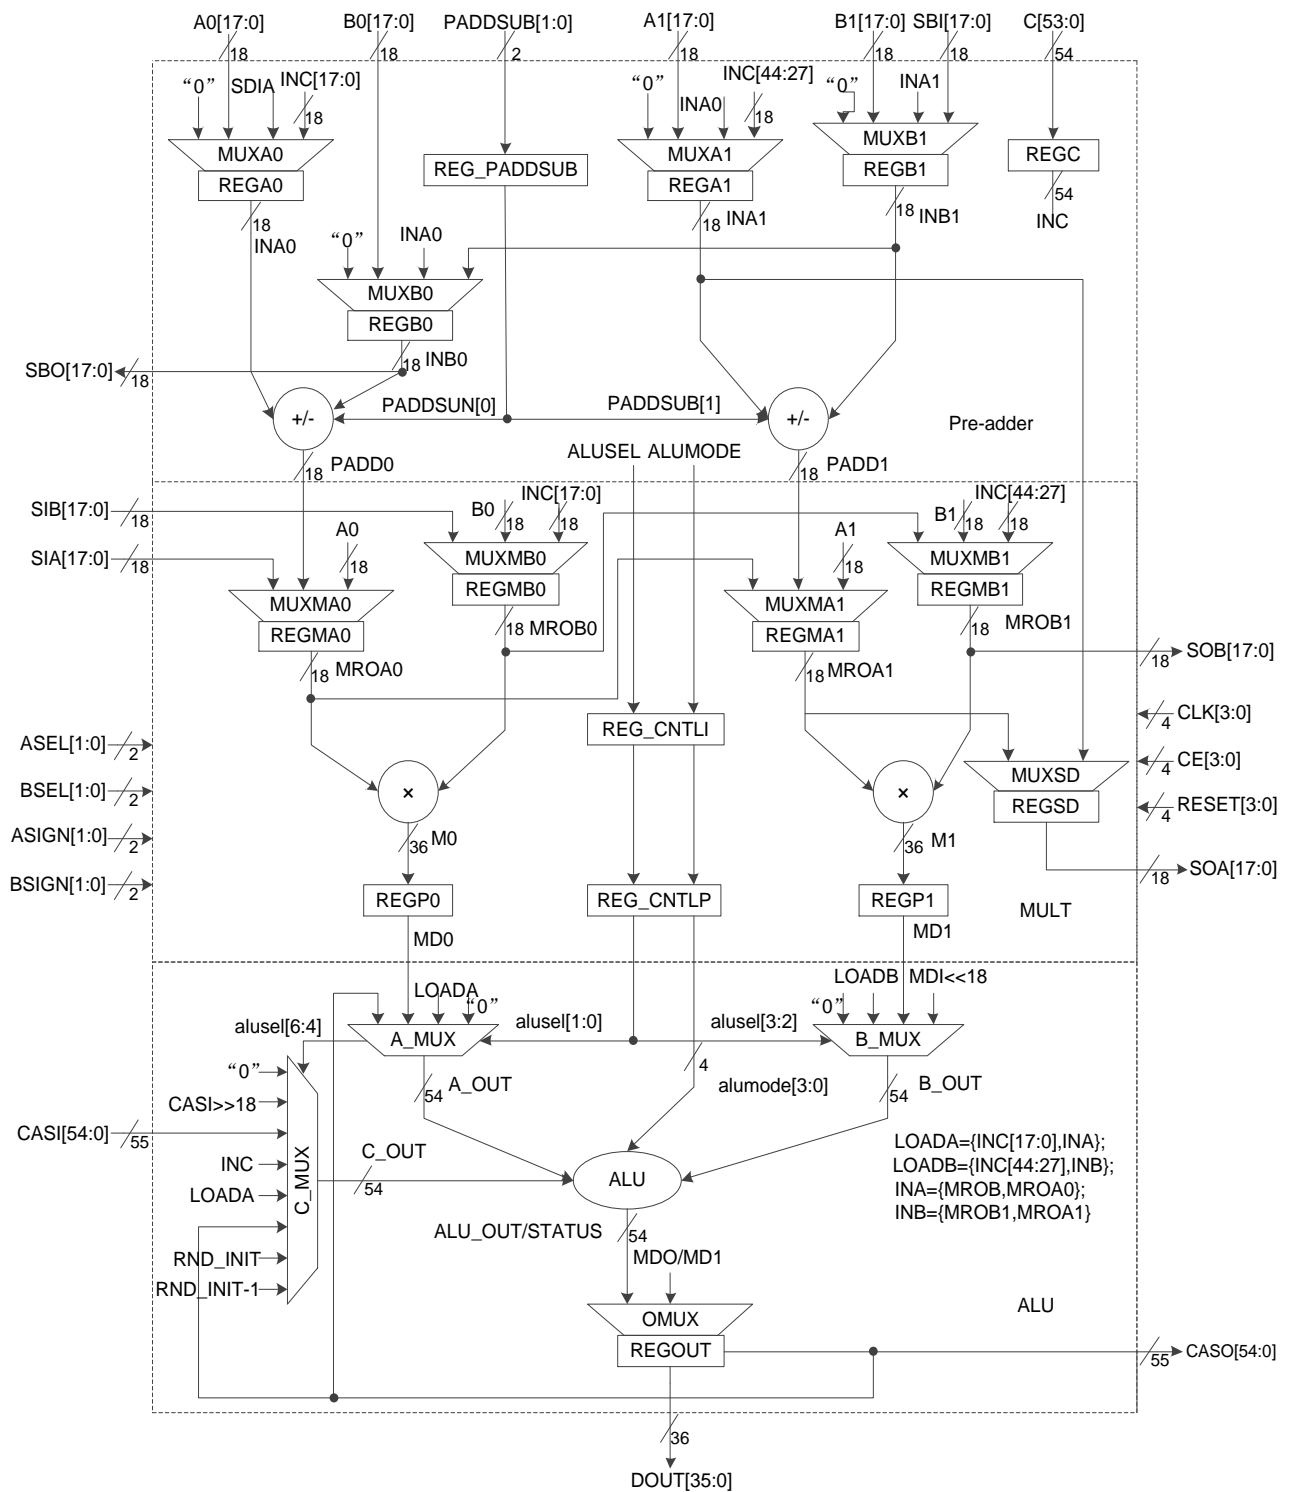 A0[17:0] B0[17:0] PADDSUB[1:0] A1[17:0] B1[17:0] SBI[17:0] C[53:0]
18 18 2 18 18 18 54
“0” SDIA INC[17:0] “0” INA0 INC[44:27] “0” INA1
18 18
MUXA0 MUXA1 MUXB1
REGA0 REG_PADDSUB REGA1 REGB1 REGC
18 18 INA1 18 INB1 54
INA0 INC
“0” INA0
MUXB0
REGB0
18 INB0
SBO[17:0] 18
+/- PADDSUN[0] PADDSUB[1] +/-
Pre-adder
ALUSEL ALUMODE
18 PADD0 18 PADD1
SIB[17:0] 18 B0 18 INC[17:0] 18 B1 18 INC[44:27] 18
SIA[17:0] 18 A0 18 A1 18
MUXMB0 MUXMB1
REGMB0 REGMB1
MUXMA0 MUXMA1
REGMA0 REGMA1
18 MROB0 18 MROB1
18 MROA0 18 MROA1
18 SOB[17:0]
4 CLK[3:0]
REG_CNTLI
ASEL[1:0] 2
4 CE[3:0]
MUXSD
BSEL[1:0] 2 × ×
REGSD
4 RESET[3:0]
ASIGN[1:0] 2 36 M0 36 M1
18 SOA[17:0]
BSIGN[1:0] 2
REGP0 REG_CNTLP REGP1
MULT
MD0 MD1
LOADA “0” “0” LOADB MDI<<18
alusel[6:4] A_MUX alusel[1:0] alusel[3:2] B_MUX
“0”
54 A_OUT 4 alumode[3:0] 54 B_OUT
CASI>>18
CASI[54:0] 55
INC
LOADA
RND_INIT
RND_INIT-1
C_MUX
C_OUT
54
ALU
LOADA={INC[17:0],INA};
LOADB={INC[44:27],INB};
INA={MROB,MROA0};
INB={MROB1,MROA1}
ALU_OUT/STATUS 54
MDO/MD1
OMUX
ALU
REGOUT
55 CASO[54:0]
36
DOUT[35:0]